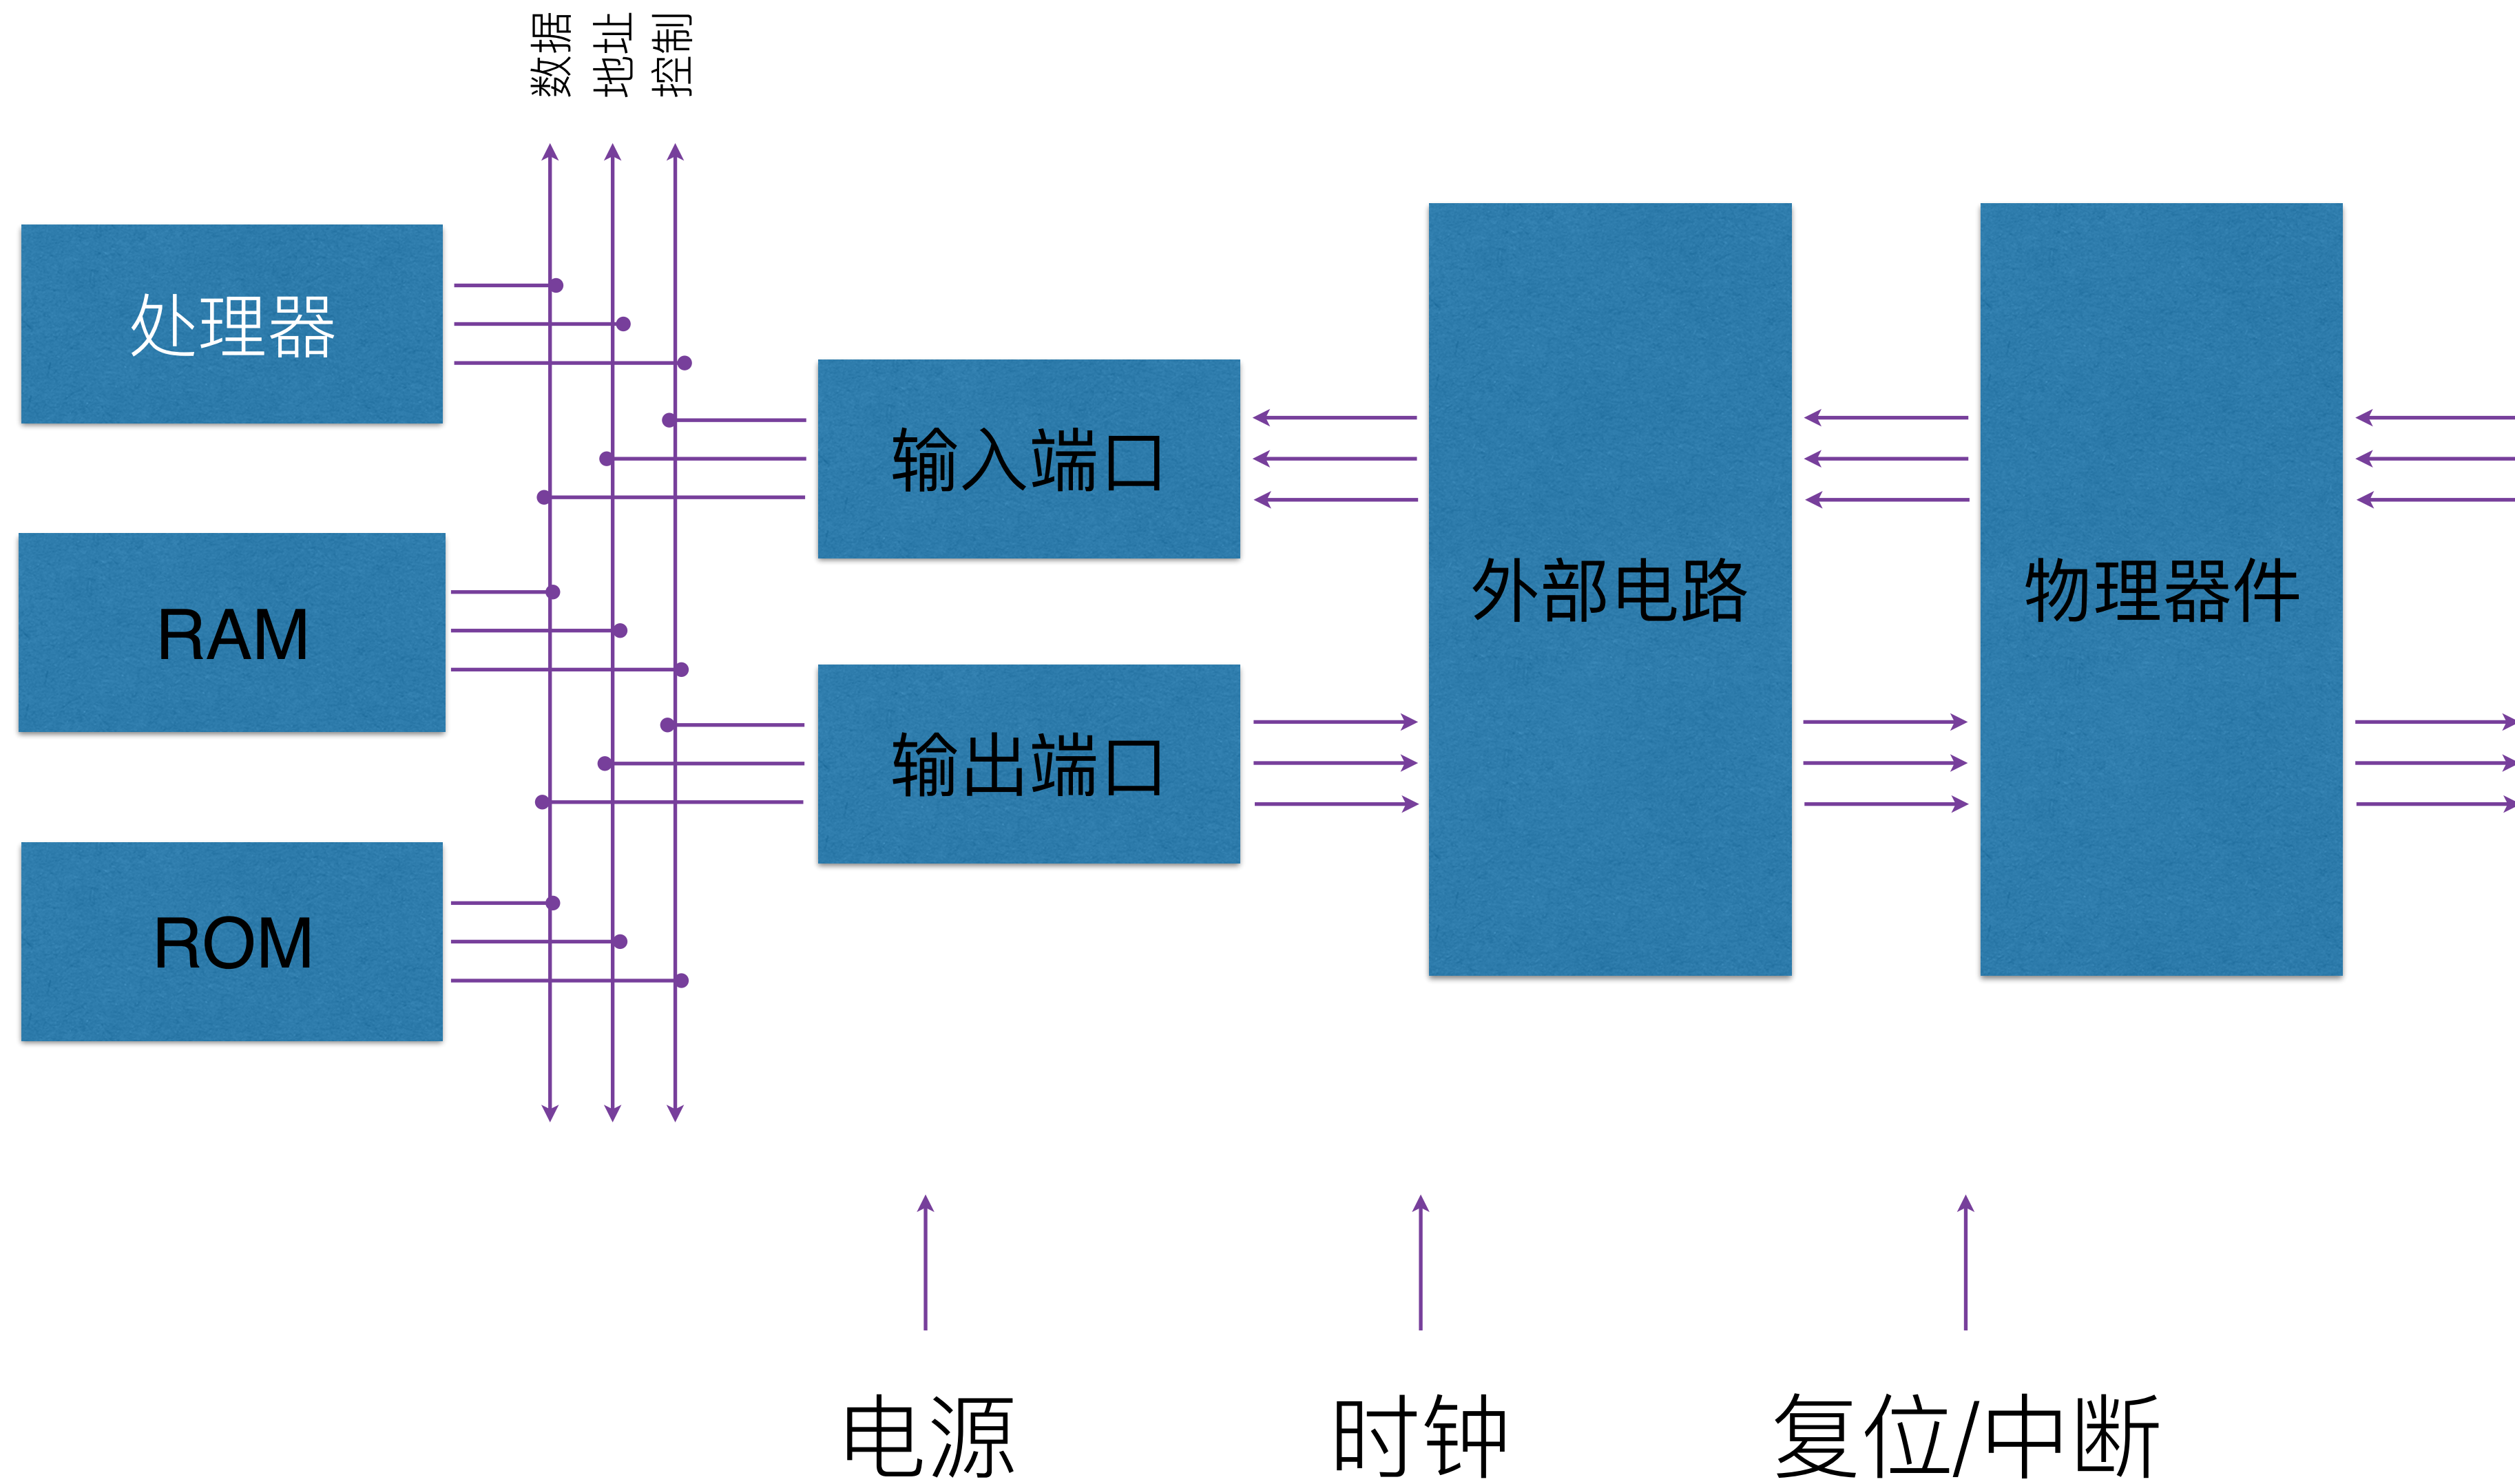 数据
地址
控制
处理器
输入端口
RAM
外部电路
物理器件
输出端口
ROM
电源
时钟
复位/中断